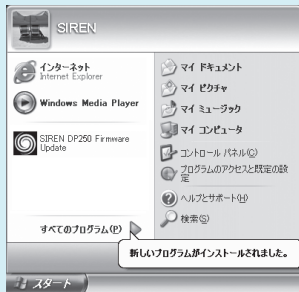 SIREN
インターネット
Internet Explorer
Windows Media Player
SIREN DP250 Firmware
Update
すべてのプログラム(P)
マイ ドキュメント
マイ ピクチャ
マイ ミュージック
マイ コンピュータ
コントロール パネル(C)
プログラムのアクセスと既定の設
定
ヘルプとサポート(H)
検索(S)
新しいプログラムがインストールされました。
スタート